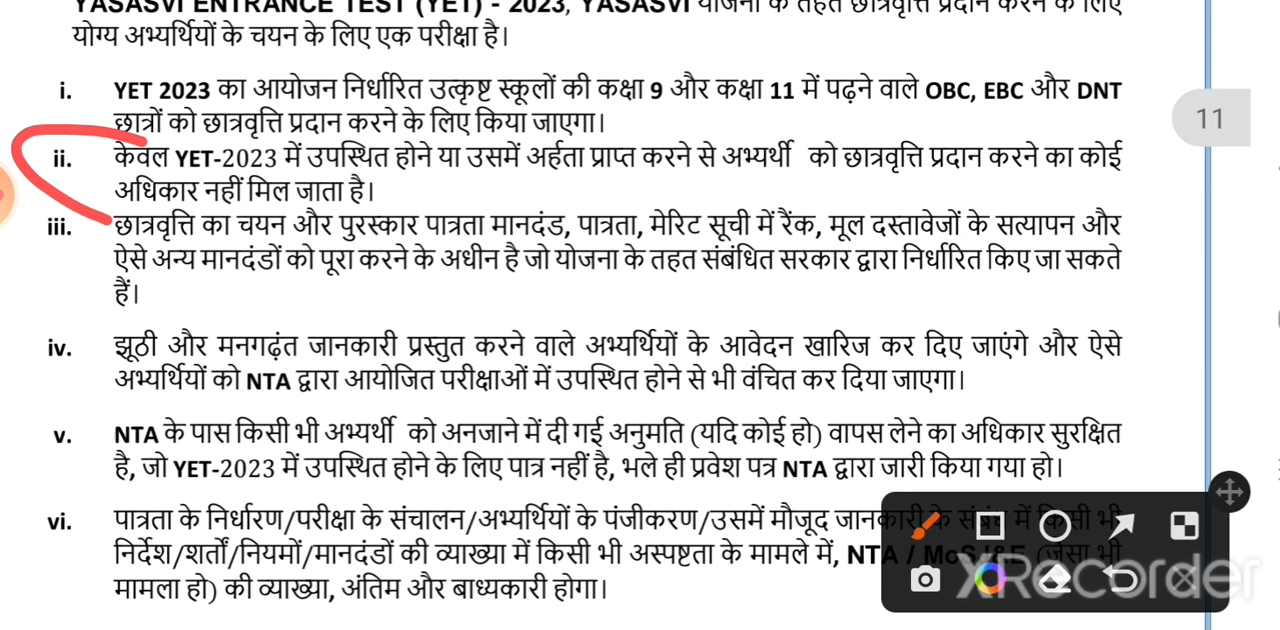 YASASVI ENTRANCE TEST (YET) - 2023, YASASVI योजना के तहत छात्रवृत्ति प्रदान करने के लिए
योग्य अभ्यर्थियों के चयन के लिए एक परीक्षा है।
i. YET 2023 का आयोजन निर्धारित उत्कृष्ट स्कूलों की कक्षा 9 और कक्षा 11 में पढ़ने वाले OBC, EBC और DNT
छात्रों को छात्रवृत्ति प्रदान करने के लिए किया जाएगा।
11
ii. केवल YET-2023 में उपस्थित होने या उसमें अर्हता प्राप्त करने से अभ्यर्थी को छात्रवृत्ति प्रदान करने का कोई
अधिकार नहीं मिल जाता है।
iii. छात्रवृत्ति का चयन और पुरस्कार पात्रता मानदंड, पात्रता, मेरिट सूची में रैंक, मूल दस्तावेजों के सत्यापन और
ऐसे अन्य मानदंडों को पूरा करने के अधीन है जो योजना के तहत संबंधित सरकार द्वारा निर्धारित किए जा सकते
हैं।
iv. झूठी और मनगढ़ंत जानकारी प्रस्तुत करने वाले अभ्यर्थियों के आवेदन खारिज कर दिए जाएंगे और ऐसे
अभ्यर्थियों को NTA द्वारा आयोजित परीक्षाओं में उपस्थित होने से भी वंचित कर दिया जाएगा।
v. NTA के पास किसी भी अभ्यर्थी को अनजाने में दी गई अनुमति (यदि कोई हो) वापस लेने का अधिकार सुरक्षित
है, जो YET-2023 में उपस्थित होने के लिए पात्र नहीं है, भले ही प्रवेश पत्र NTA द्वारा जारी किया गया हो।
vi. पात्रता के निर्धारण/परीक्षा के संचालन/अभ्यर्थियों के पंजीकरण/उसमें मौजूद जानकारी के संबंध में किसी भी
निर्देश/शर्तों/नियमों/मानदंडों की व्याख्या में किसी भी अस्पष्टता के मामले में, NTA / (जैसा भी
मामला हो) की व्याख्या, अंतिम और बाध्यकारी होगा।
XRecorder